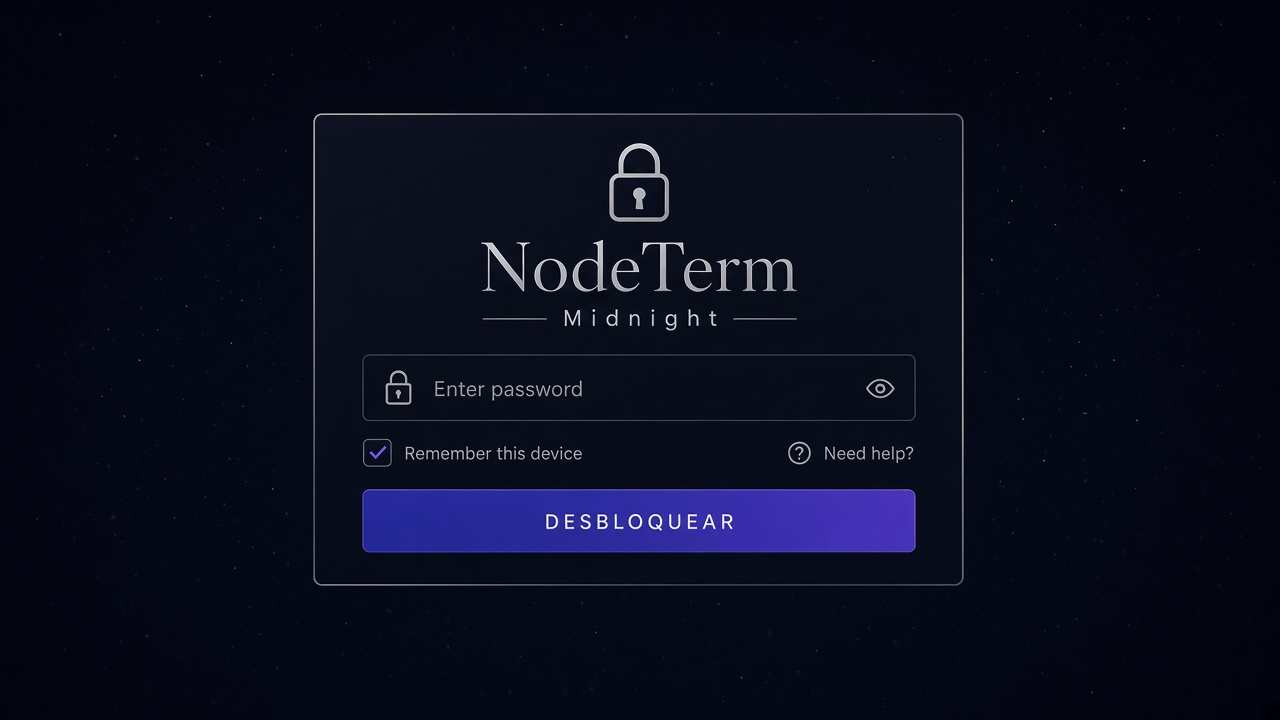 NodeTerm
Midnight
Enter password
Remember this device
Need help?
DESBLOQUEAR